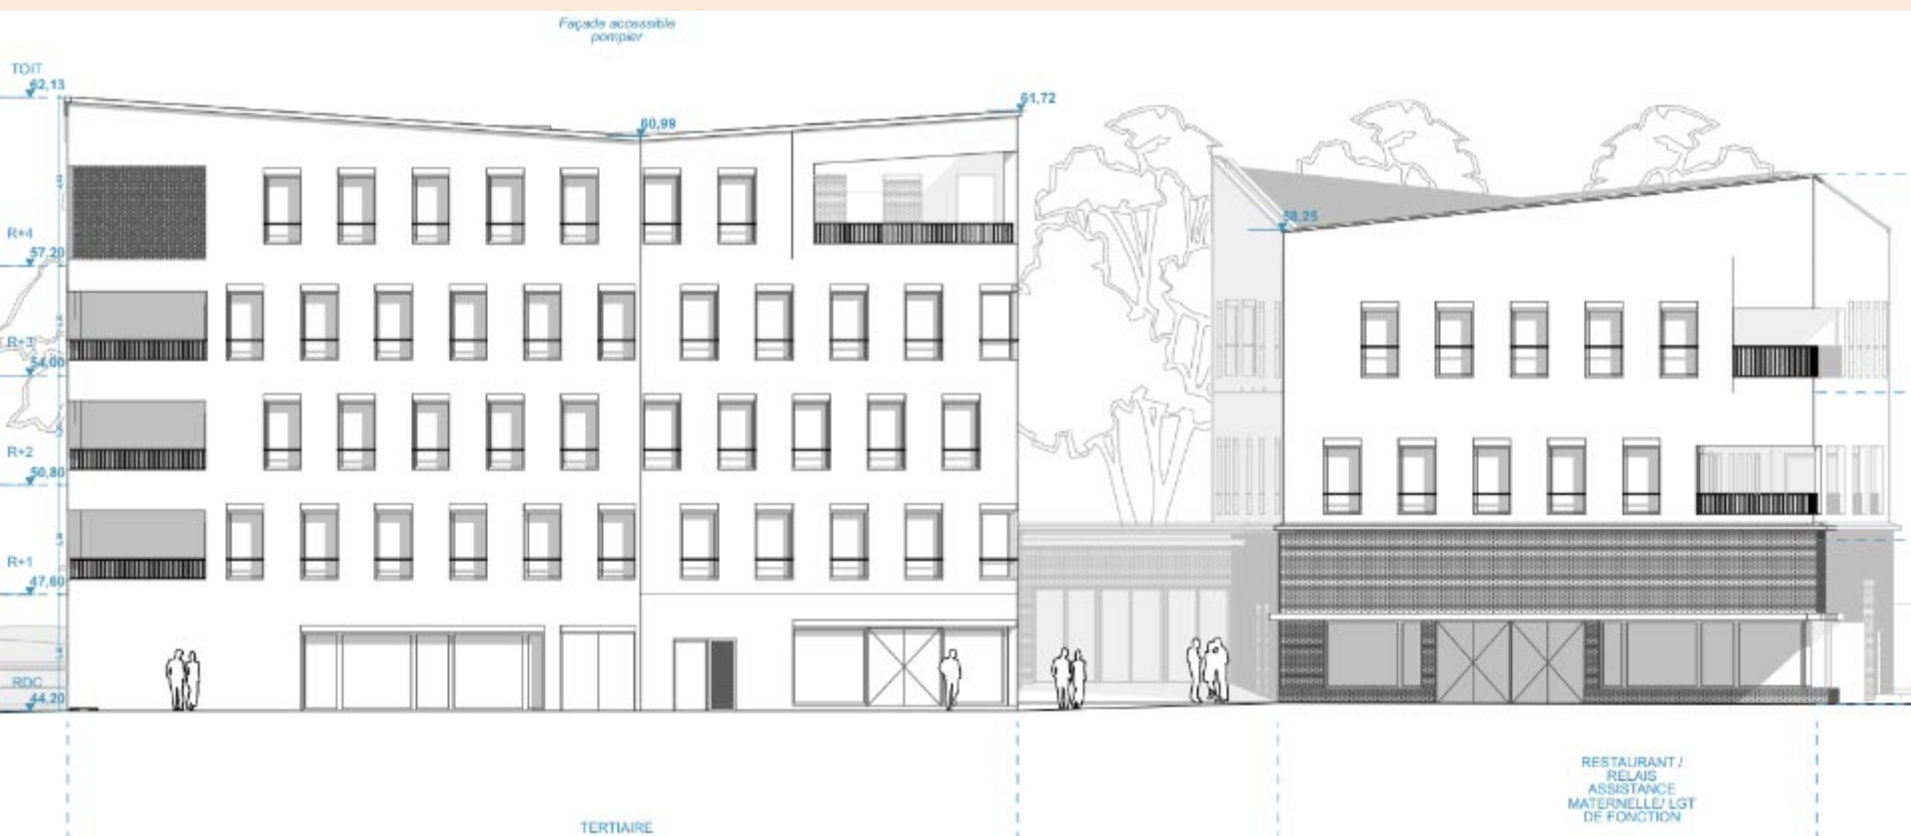 Façade accessible
pompier
TOIT
62,13
61,72
60,99
58,25
R+4
57,20
R+3
54,00
R+2
50,80
R+1
47,60
RDC
44,20
TERTIAIRE
RESTAURANT /
RELAIS
ASSISTANCE
MATERNELLE/ LGT
DE FONCTION